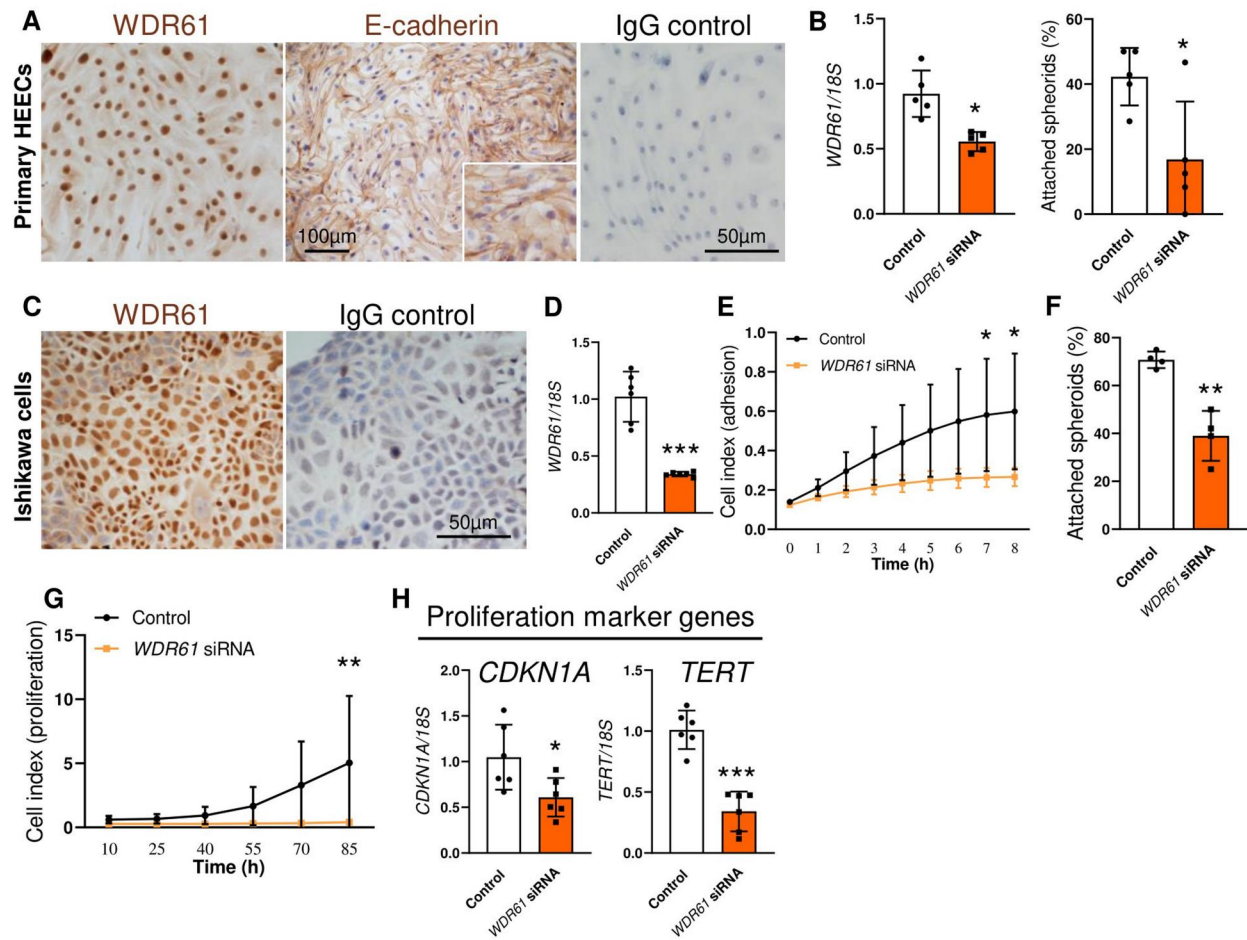 A
WDR61
E-cadherin
IgG control
Primary HEECs
100µm
50µm
B
WDR61/18S
1.5
1.0
0.5
0.0
Control
WDR61 siRNA
*
Attached spheorids (%)
60
40
20
0
Control
WDR61 siRNA
*
C
WDR61
IgG control
Ishikawa cells
50µm
D
WDR61/18S
1.5
1.0
0.5
0.0
Control
WDR61 siRNA
***
E
Cell index (adhesion)
1.0
0.8
0.6
0.4
0.2
0.0
Control
WDR61 siRNA
* *
0 1 2 3 4 5 6 7 8
Time (h)
F
Attached spheroids (%)
80
60
40
20
0
Control
WDR61 siRNA
**
G
Control
WDR61 siRNA
Cell index (proliferation)
15
10
5
0
**
10 25 40 55 70 85
Time (h)
H
Proliferation marker genes
CDKN1A
CDKN1A/18S
2.0
1.5
1.0
0.5
0.0
Control
WDR61 siRNA
*
TERT
TERT/18S
1.5
1.0
0.5
0.0
Control
WDR61 siRNA
***